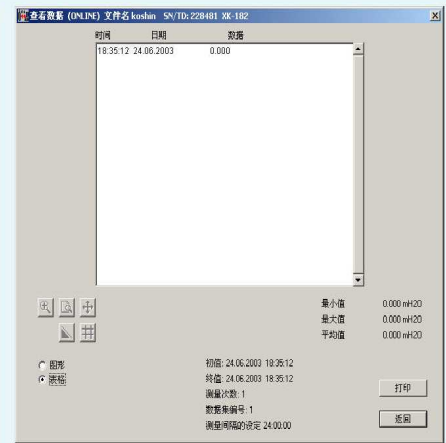 查看数据 (ONLINE) 文件名 koshin SN/TD: 228481 XK-182
时间 日期 数据
18:35:12 24.06.2003 0.000
最小值 0.000 mH2O
最大值 0.000 mH2O
平均值 0.000 mH2O
图形
表格
初值: 24.06.2003 18:35:12
终值: 24.06.2003 18:35:12
测量次数: 1
数据集编号: 1
测量间隔的设定 24:00:00
打印
返回